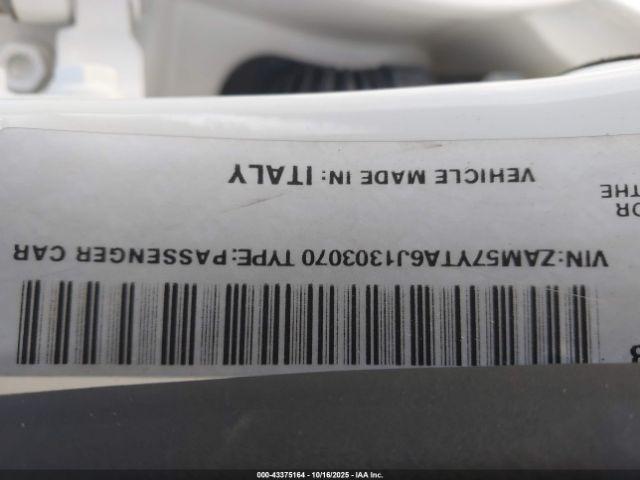 VIN:ZAM57YTA6J1303070 TYPE:PASSENGER CAR
OR
THE
VEHICLE MADE IN: ITALY
000-43375164 - 10/16/2025 - IAA Inc.